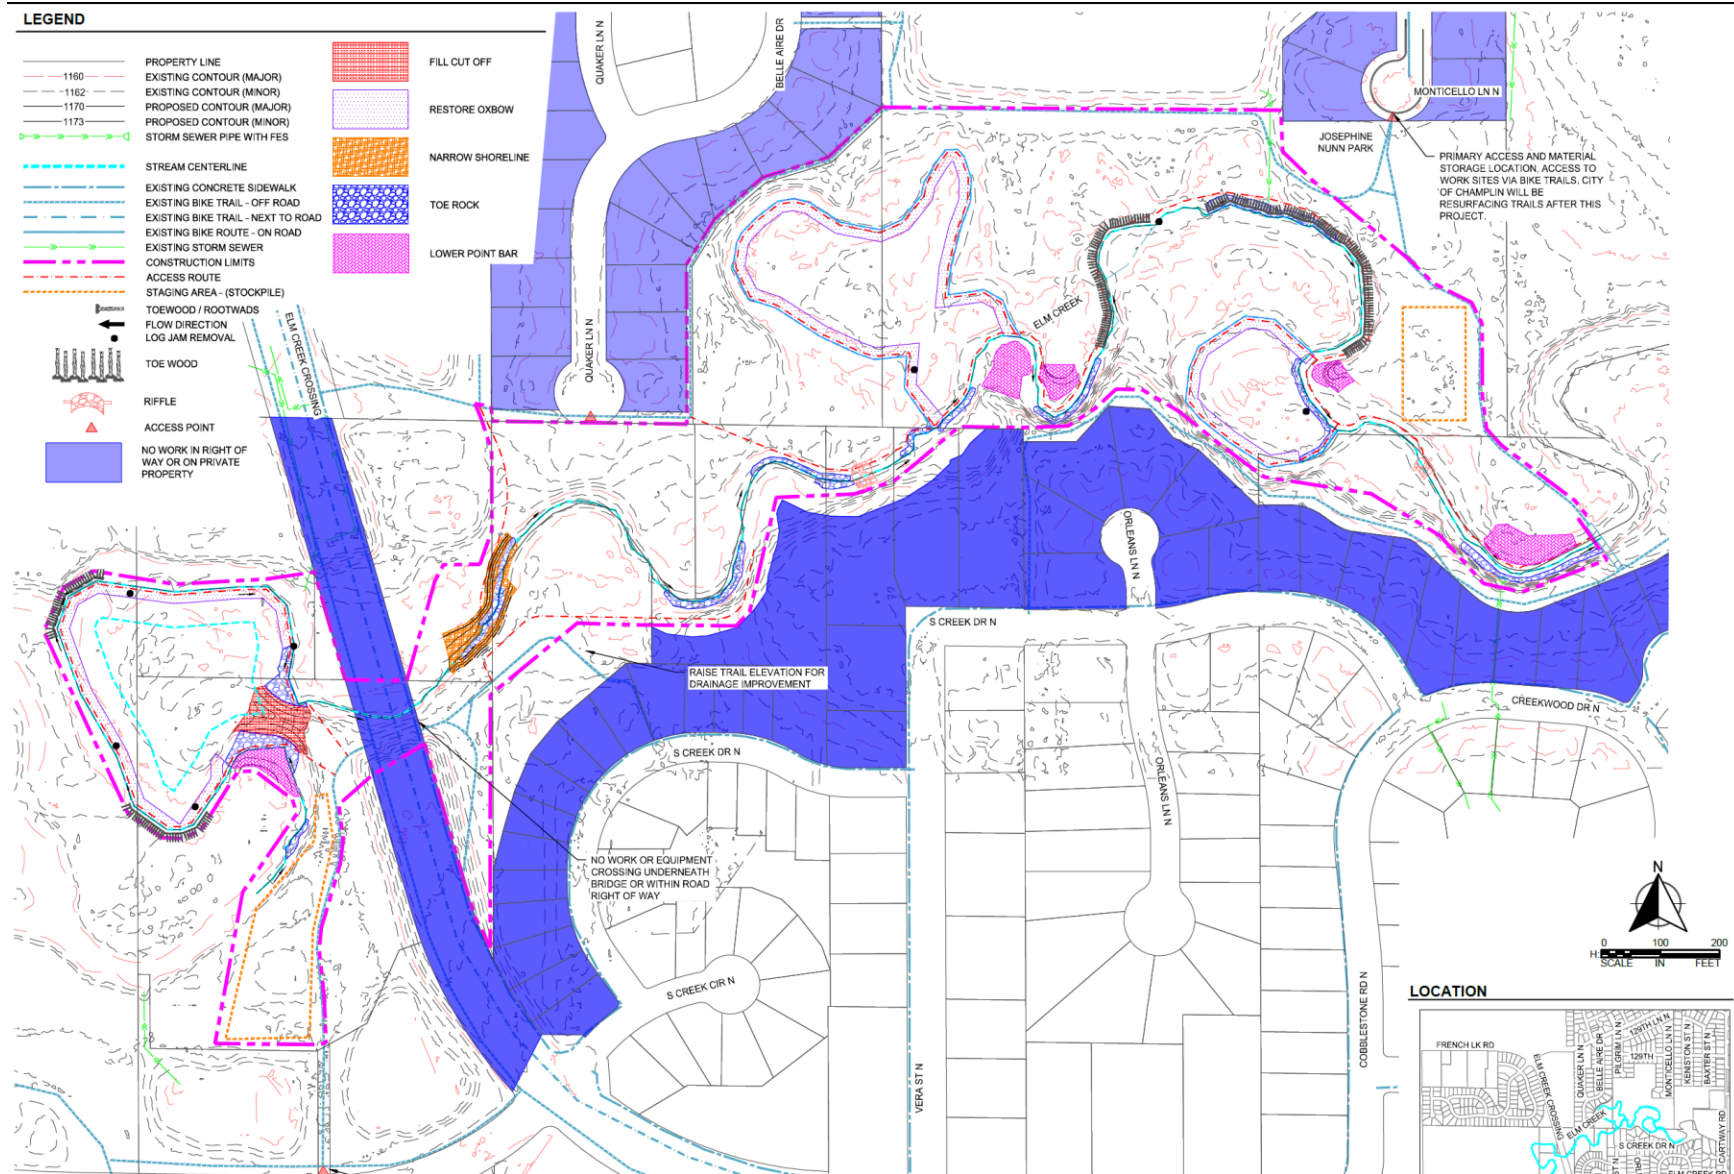 LEGEND
PROPERTY LINE
1160
EXISTING CONTOUR (MAJOR)
1162
EXISTING CONTOUR (MINOR)
1170
PROPOSED CONTOUR (MAJOR)
1173
PROPOSED CONTOUR (MINOR)
STORM SEWER PIPE WITH FES
STREAM CENTERLINE
EXISTING CONCRETE SIDEWALK
EXISTING BIKE TRAIL - OFF ROAD
EXISTING BIKE TRAIL - NEXT TO ROAD
EXISTING BIKE ROUTE - ON ROAD
EXISTING STORM SEWER
CONSTRUCTION LIMITS
ACCESS ROUTE
STAGING AREA - (STOCKPILE)
TOEWOOD / ROOTWADS
FLOW DIRECTION
LOG JAM REMOVAL
TOE WOOD
RIFFLE
ACCESS POINT
NO WORK IN RIGHT OF
WAY OR ON PRIVATE
PROPERTY
FILL CUT OFF
RESTORE OXBOW
NARROW SHORELINE
TOE ROCK
LOWER POINT BAR
QUAKER LN N
BELLE AIRE DR
MONTICELLO LN N
JOSEPHINE
NUNN PARK
PRIMARY ACCESS AND MATERIAL
STORAGE LOCATION, ACCESS TO
WORK SITES VIA BIKE TRAILS. CITY
OF CHAMPLIN WILL BE
RESURFACING TRAILS AFTER THIS
PROJECT.
ELM CREEK
ELM CREEK CROSSING
QUAKER LN N
ORLEANS LN N
S CREEK DR N
RAISE TRAIL ELEVATION FOR
DRAINAGE IMPROVEMENT
CREEKWOOD DR N
S CREEK DR N
ORLEANS LN N
NO WORK OR EQUIPMENT
CROSSING UNDERNEATH
BRIDGE OR WITHIN ROAD
RIGHT OF WAY
S CREEK CIR N
VERA ST N
COBBLESTONE RD N
N
0 100 200
H:
SCALE IN FEET
LOCATION
FRENCH LK RD
ELM CREEK CROSSING
QUAKER LN N
BELLE AIRE DR
PILGRIM LN N
129TH LN N
129TH
MONTICELLO LN N
KENISTON ST N
BAXTER ST N
ELM CREEK
S CREEK DR N
CARTWAY RD
ST N
ELM CREEK